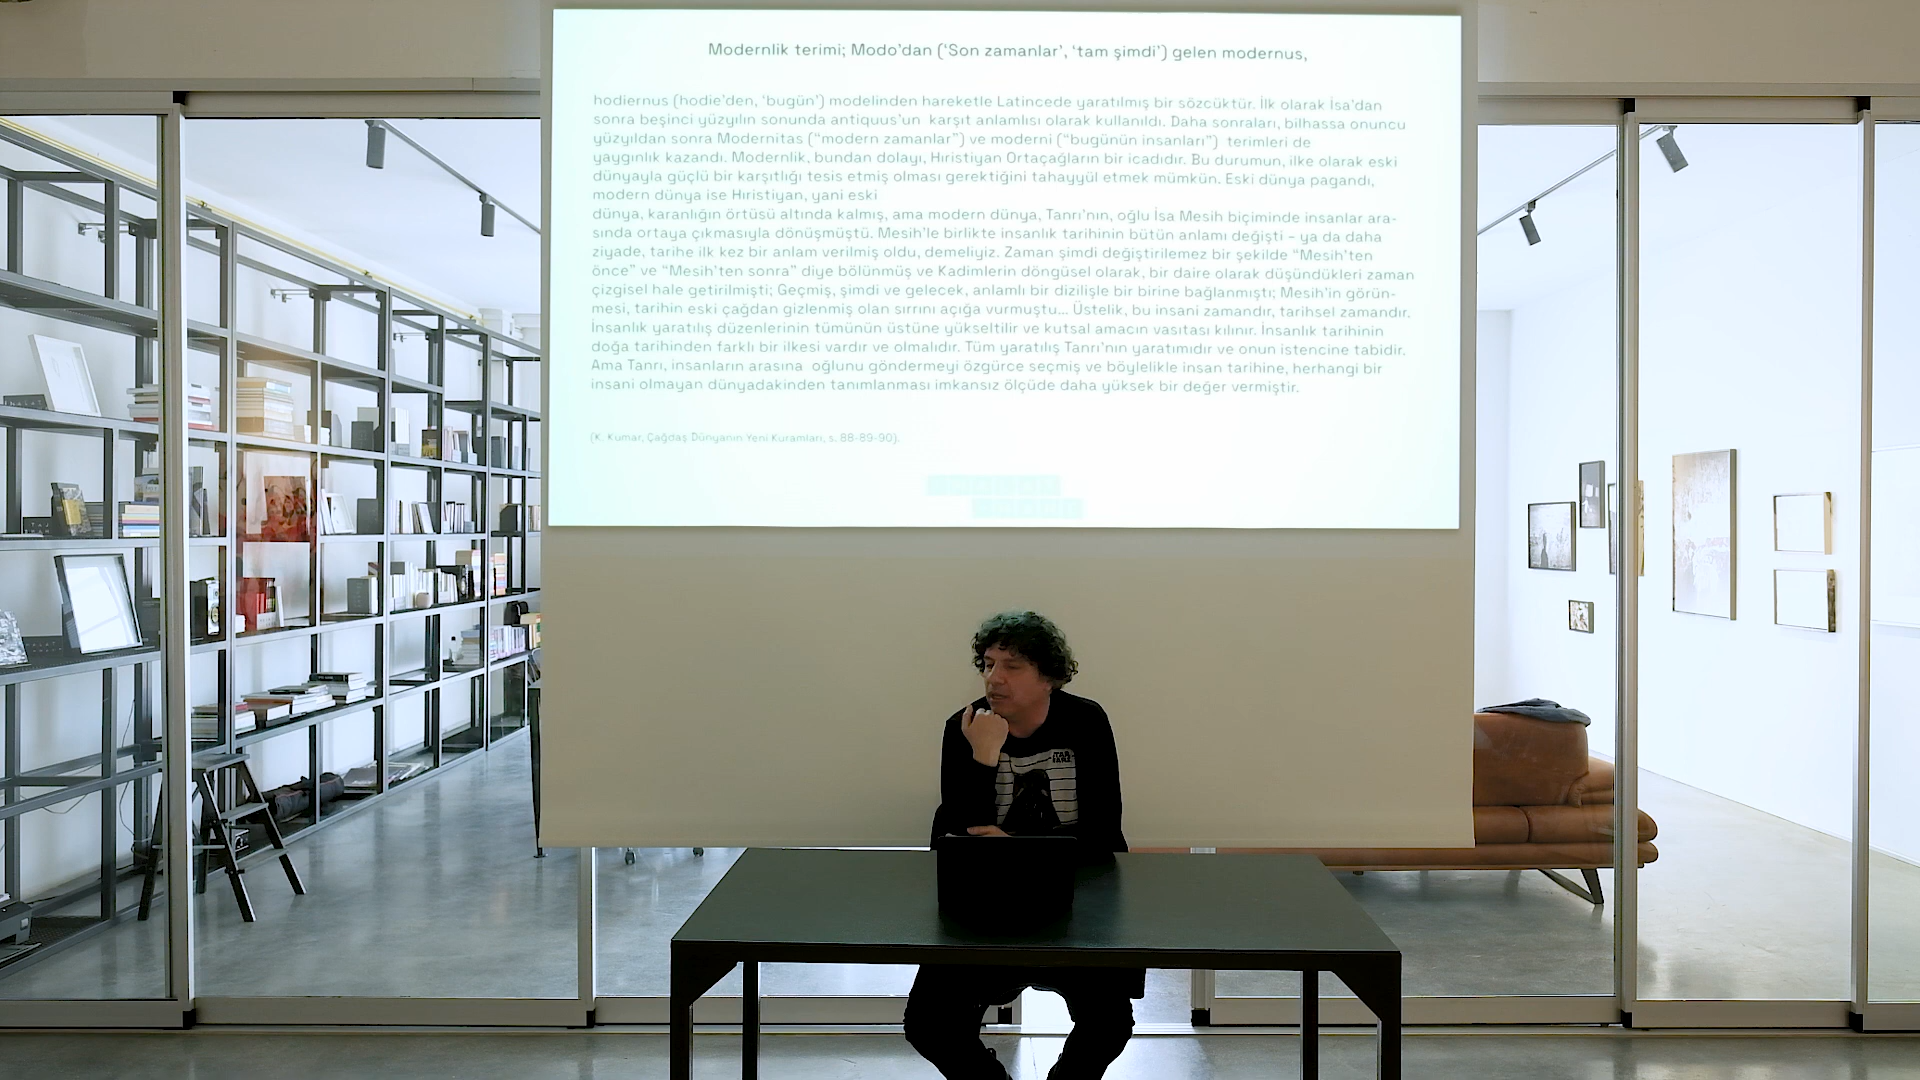 Modernlik terimi; Modo’dan (‘Son zamanlar’, ‘tam şimdi’) gelen modernus,
hodiernus (hodie’den, ‘bugün’) modelinden hareketle Latincede yaratılmış bir sözcüktür. İlk olarak İsa’dan
sonra beşinci yüzyılın sonunda antiquus’un karşıt anlamlısı olarak kullanıldı. Daha sonraları, bilhassa onuncu
yüzyıldan sonra Modernitas (“modern zamanlar”) ve moderni (“bugünün insanları”) terimleri de
yaygınlık kazandı. Modernlik, bundan dolayı, Hıristiyan Ortaçağların bir icadıdır. Bu durumun, ilke olarak eski
dünyayla güçlü bir karşıtlığı tesis etmiş olması gerektiğini tahayyül etmek mümkün. Eski dünya pagandı,
modern dünya ise Hıristiyan, yani eski
dünya, karanlığın örtüsü altında kalmış, ama modern dünya, Tanrı’nın, oğlu İsa Mesih biçiminde insanlar ara-
sında ortaya çıkmasıyla dönüşmüştü. Mesih’le birlikte insanlık tarihinin bütün anlamı değişti – ya da daha
ziyade, tarihe ilk kez bir anlam verilmiş oldu, demeliyiz. Zaman şimdi değiştirilemez bir şekilde “Mesih’ten
önce” ve “Mesih’ten sonra” diye bölünmüş ve Kadimlerin döngüsel olarak, bir daire olarak düşündükleri zaman
çizgisel hale getirilmişti; Geçmiş, şimdi ve gelecek, anlamlı bir dizilişle bir birine bağlanmıştı; Mesih’in görün-
mesi, tarihin eski çağdan gizlenmiş olan sırrını açığa vurmuştu... Üstelik, bu insani zamandır, tarihsel zamandır.
İnsanlık yaratılış düzenlerinin tümünün üstüne yükseltilir ve kutsal amacın vasıtası kılınır. İnsanlık tarihinin
doğa tarihinden farklı bir ilkesi vardır ve olmalıdır. Tüm yaratılış Tanrı’nın yaratımıdır ve onun istencine tabidir.
Ama Tanrı, insanların arasına oğlunu göndermeyi özgürce seçmiş ve böylelikle insan tarihine, herhangi bir
insani olmayan dünyadakinden tanımlanması imkansız ölçüde daha yüksek bir değer vermiştir.
(K. Kumar, Çağdaş Dünyanın Yeni Kuramları, s. 88-89-90).
STAR
WARS